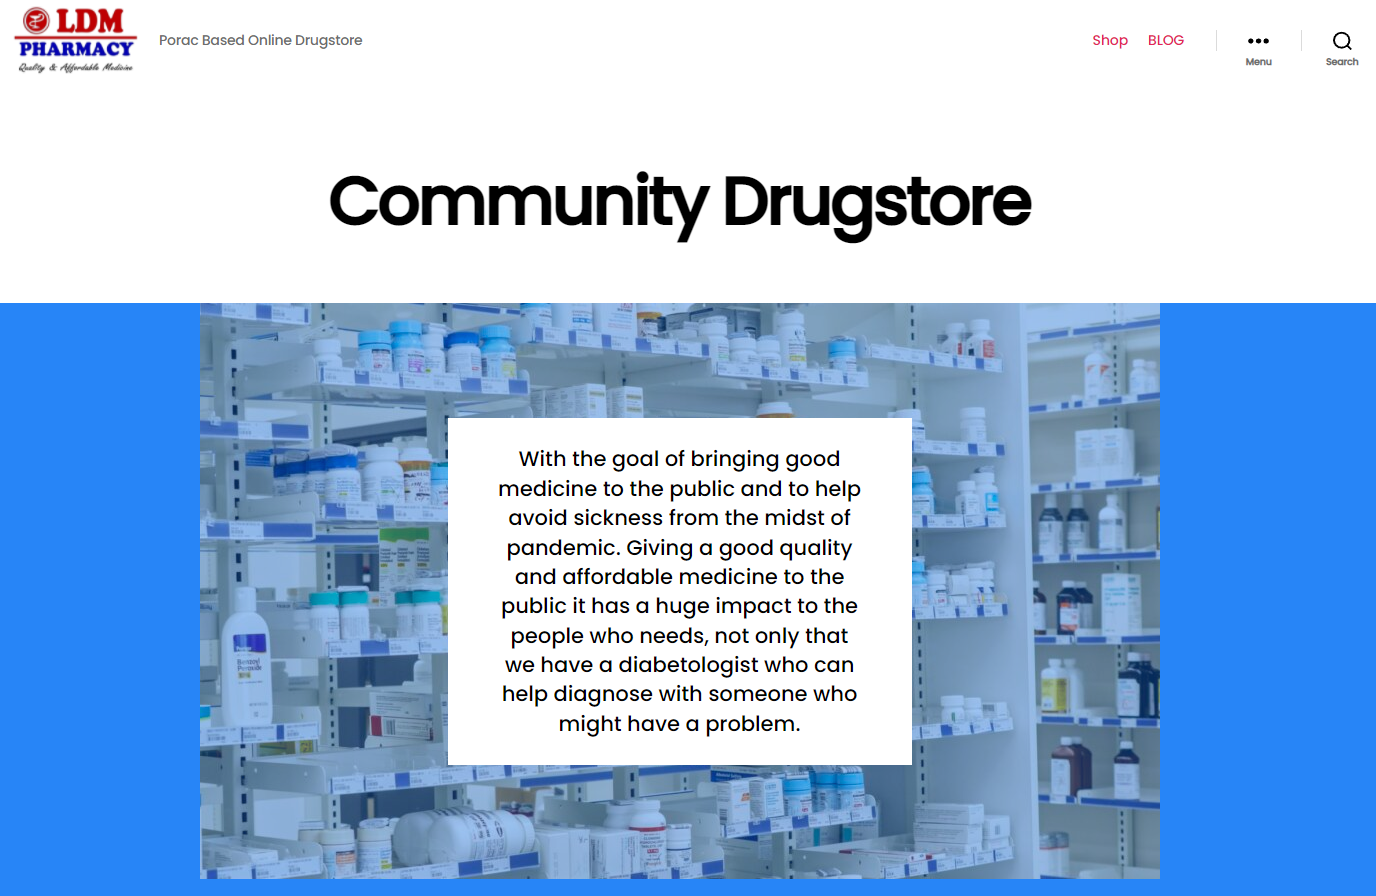 LDM
PHARMACY
Quality & Affordable Medicine
Porac Based Online Drugstore
Shop
BLOG
Menu
Search
Community Drugstore
With the goal of bringing good
medicine to the public and to help
avoid sickness from the midst of
pandemic. Giving a good quality
and affordable medicine to the
public it has a huge impact to the
people who needs, not only that
we have a diabetologist who can
help diagnose with someone who
might have a problem.
Benzoyl
Peroxide